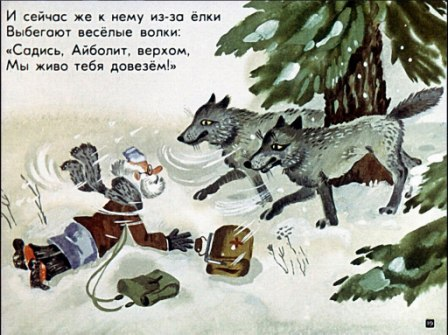 И сейчас же к нему из-за ёлки
Выбегают весёлые волки:
«Садись, Айболит, верхом,
Мы живо тебя довезём!»
19